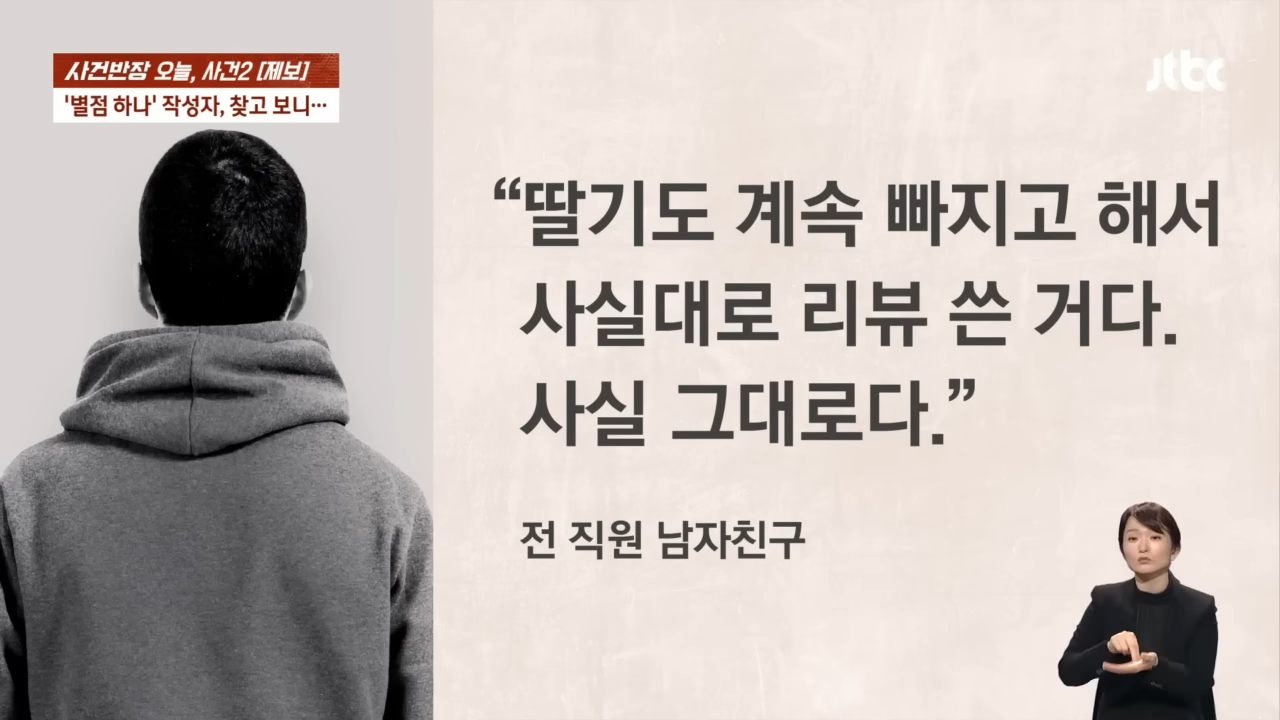 사건반장 오늘, 사건2 [제보]
'별점 하나' 작성자, 찾고 보니…
jtbc
“딸기도 계속 빠지고 해서
사실대로 리뷰 쓴 거다.
사실 그대로다.”
전 직원 남자친구